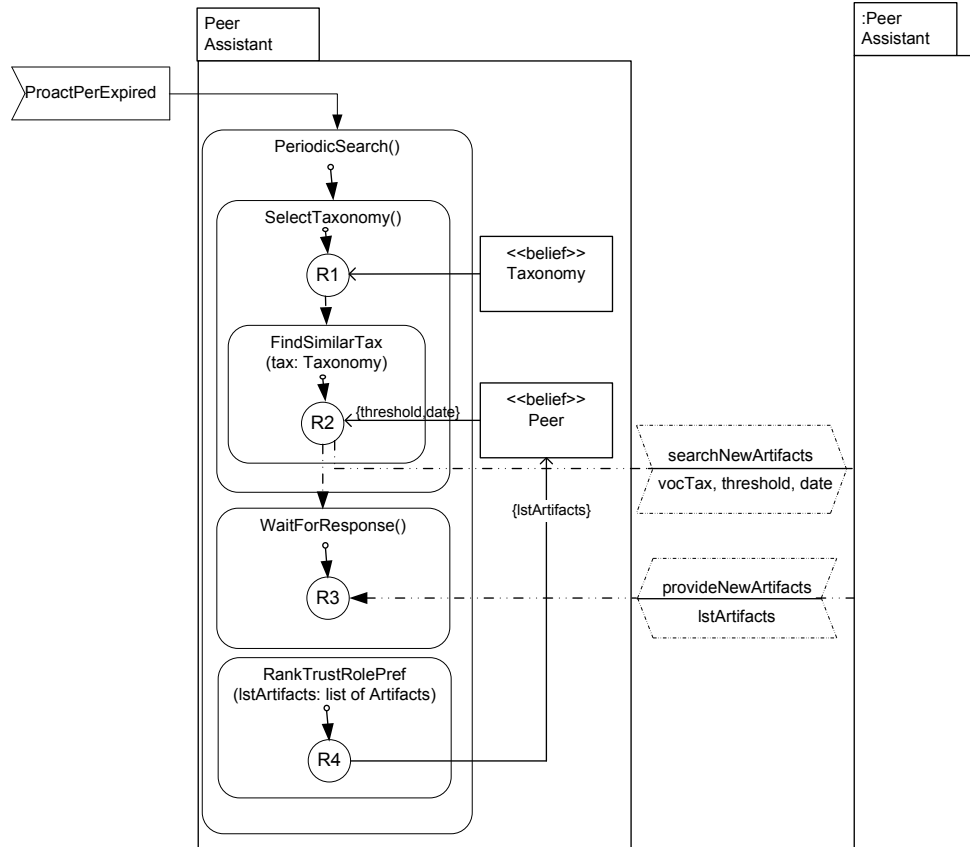 Peer
Assistant
:Peer
Assistant
ProactPerExpired
PeriodicSearch()
SelectTaxonomy()
R1
<<belief>>
Taxonomy
FindSimilarTax
(tax: Taxonomy)
R2
{threshold,date}
<<belief>>
Peer
searchNewArtifacts
vocTax, threshold, date
{lstArtifacts}
WaitForResponse()
R3
provideNewArtifacts
lstArtifacts
RankTrustRolePref
(lstArtifacts: list of Artifacts)
R4